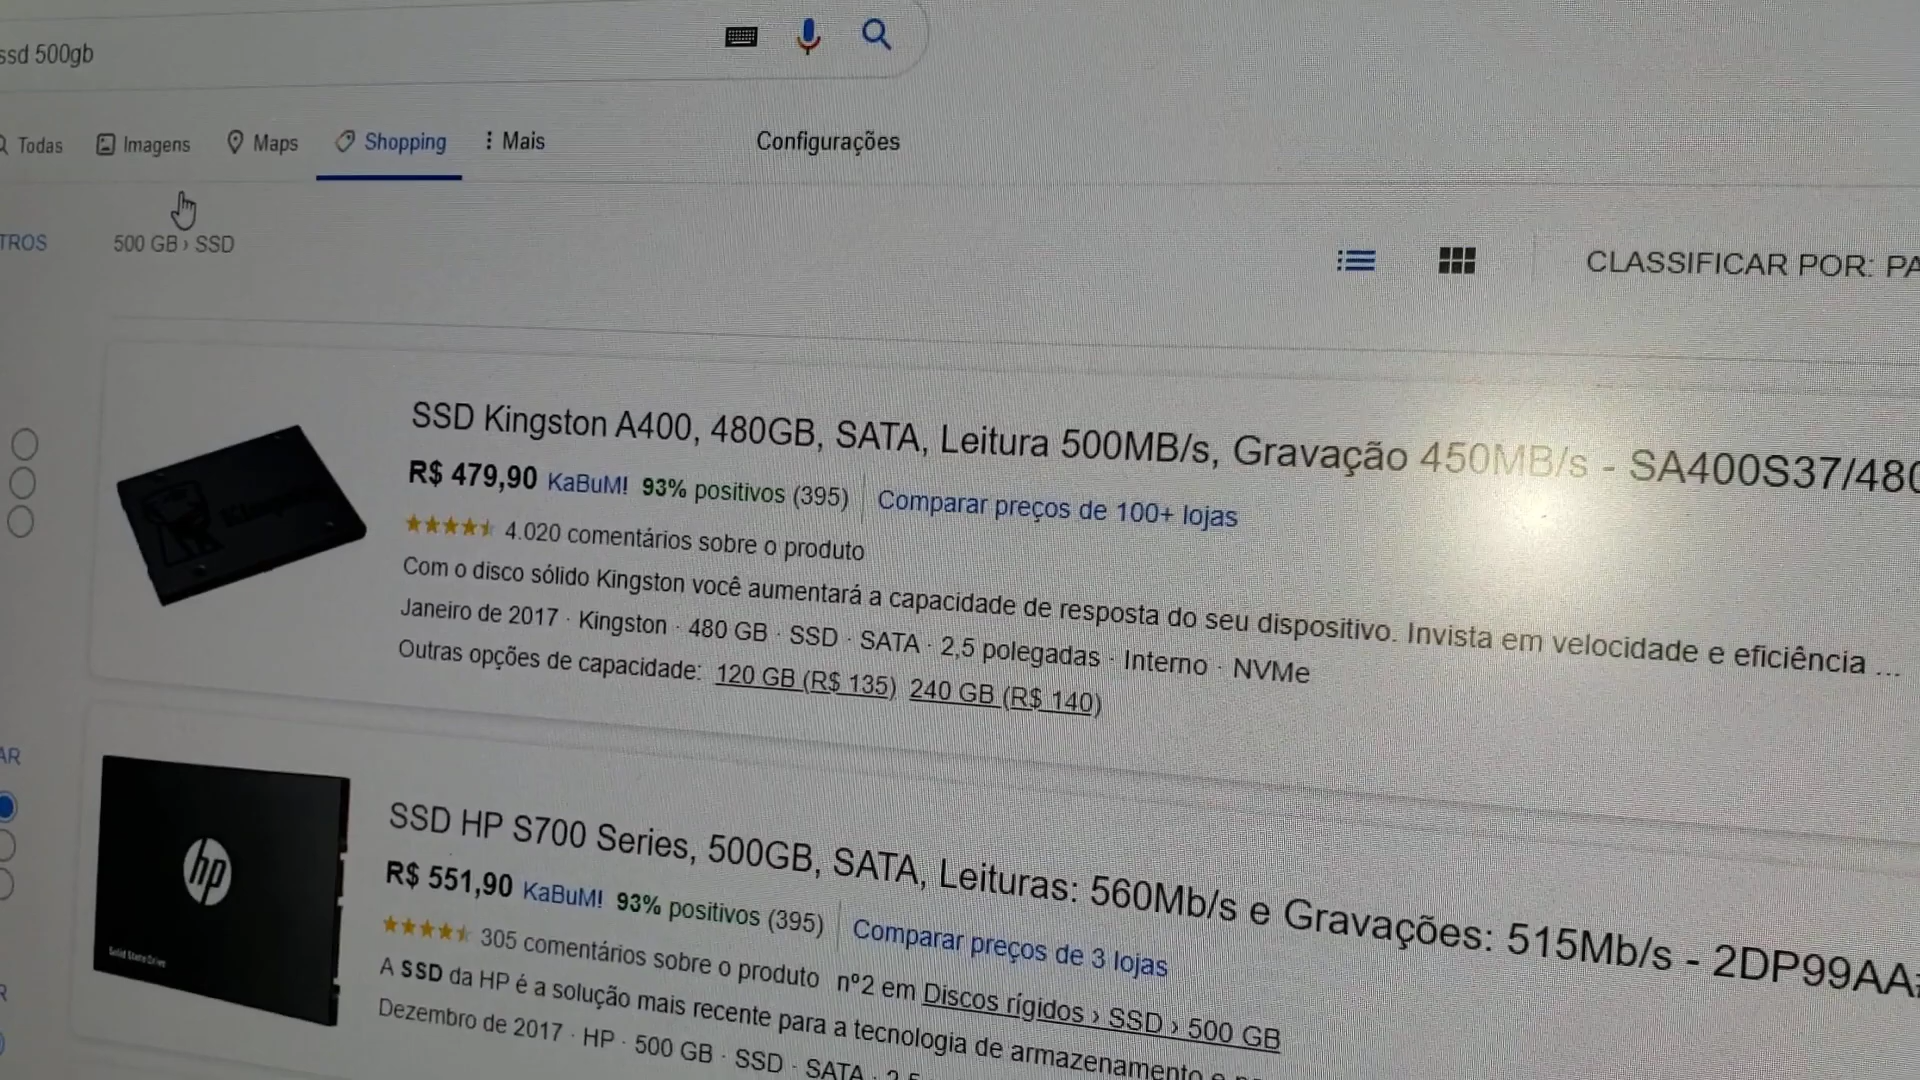 ssd 500gb
Todas Imagens Maps Shopping Mais Configurações
TROS 500 GB › SSD CLASSIFICAR POR: PA
SSD Kingston A400, 480GB, SATA, Leitura 500MB/s, Gravação 450MB/s - SA400S37/480
R$ 479,90 KaBuM! 93% positivos (395) Comparar preços de 100+ lojas
4.020 comentários sobre o produto
Com o disco sólido Kingston você aumentará a capacidade de resposta do seu dispositivo. Invista em velocidade e eficiência ...
Janeiro de 2017 · Kingston · 480 GB · SSD · SATA · 2,5 polegadas · Interno · NVMe
Outras opções de capacidade: 120 GB (R$ 135) 240 GB (R$ 140)
AR
hp
Solid State Drive
SSD HP S700 Series, 500GB, SATA, Leituras: 560Mb/s e Gravações: 515Mb/s - 2DP99AA#
R$ 551,90 KaBuM! 93% positivos (395) Comparar preços de 3 lojas
305 comentários sobre o produto nº2 em Discos rígidos › SSD › 500 GB
A SSD da HP é a solução mais recente para a tecnologia de armazenamento e
Dezembro de 2017 · HP · 500 GB · SSD · SATA ·